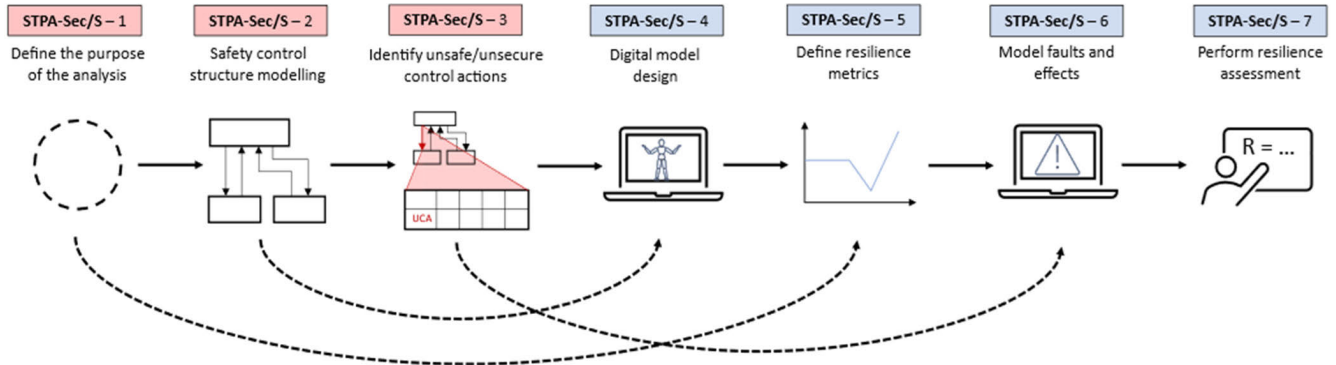 STPA-Sec/S – 1
Define the purpose
of the analysis
STPA-Sec/S – 2
Safety control
structure modelling
STPA-Sec/S – 3
Identify unsafe/unsecure
control actions
STPA-Sec/S – 4
Digital model
design
STPA-Sec/S – 5
Define resilience
metrics
STPA-Sec/S – 6
Model faults and
effects
STPA-Sec/S – 7
Perform resilience
assessment
UCA
R = ...